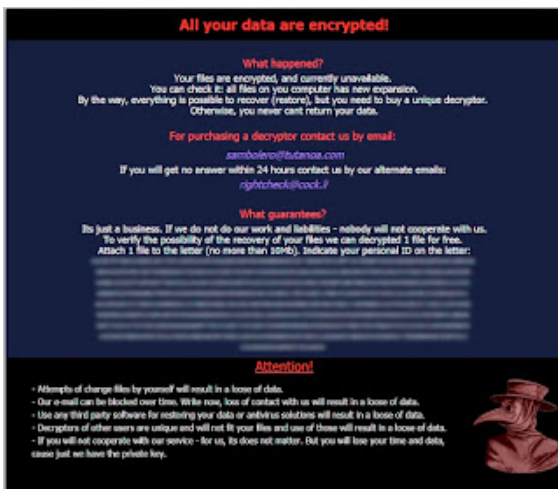 All your data are encrypted!
What happened?
Your files are encrypted, and currently unavailable.
You can check it: all files on you computer has new expansion.
By the way, everything is possible to recover (restore), but you need to buy a unique decryptor.
Otherwise, you never cant return your data.
For purchasing a decryptor contact us by email:
sambolero@tutanoa.com
If you will get no answer within 24 hours contact us by our alternate emails:
rightcheck@cock.li
What guarantees?
Its just a business. If we do not do our work and liabilities - nobody will not cooperate with us.
To verify the possibility of the recovery of your files we can decrypted 1 file for free.
Attach 1 file to the letter (no more than 10Mb). Indicate your personal ID on the letter:
Attention!
- Attempts of change files by yourself will result in a loose of data.
- Our e-mail can be blocked over time. Write now, loss of contact with us will result in a loose of data.
- Use any third party software for restoring your data or antivirus solutions will result in a loose of data.
- Decryptors of other users are unique and will not fit your files and use of those will result in a loose of data.
- If you will not cooperate with our service - for us, its does not matter. But you will lose your time and data,
cause just we have the private key.